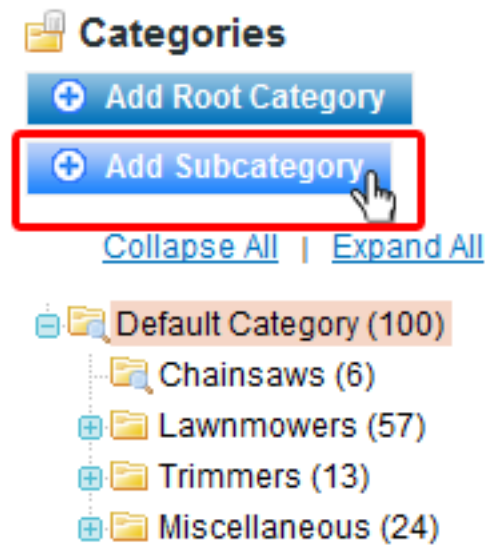 Categories
Add Root Category
Add Subcategory
Collapse All | Expand All
Default Category (100)
Chainsaws (6)
Lawnmowers (57)
Trimmers (13)
Miscellaneous (24)